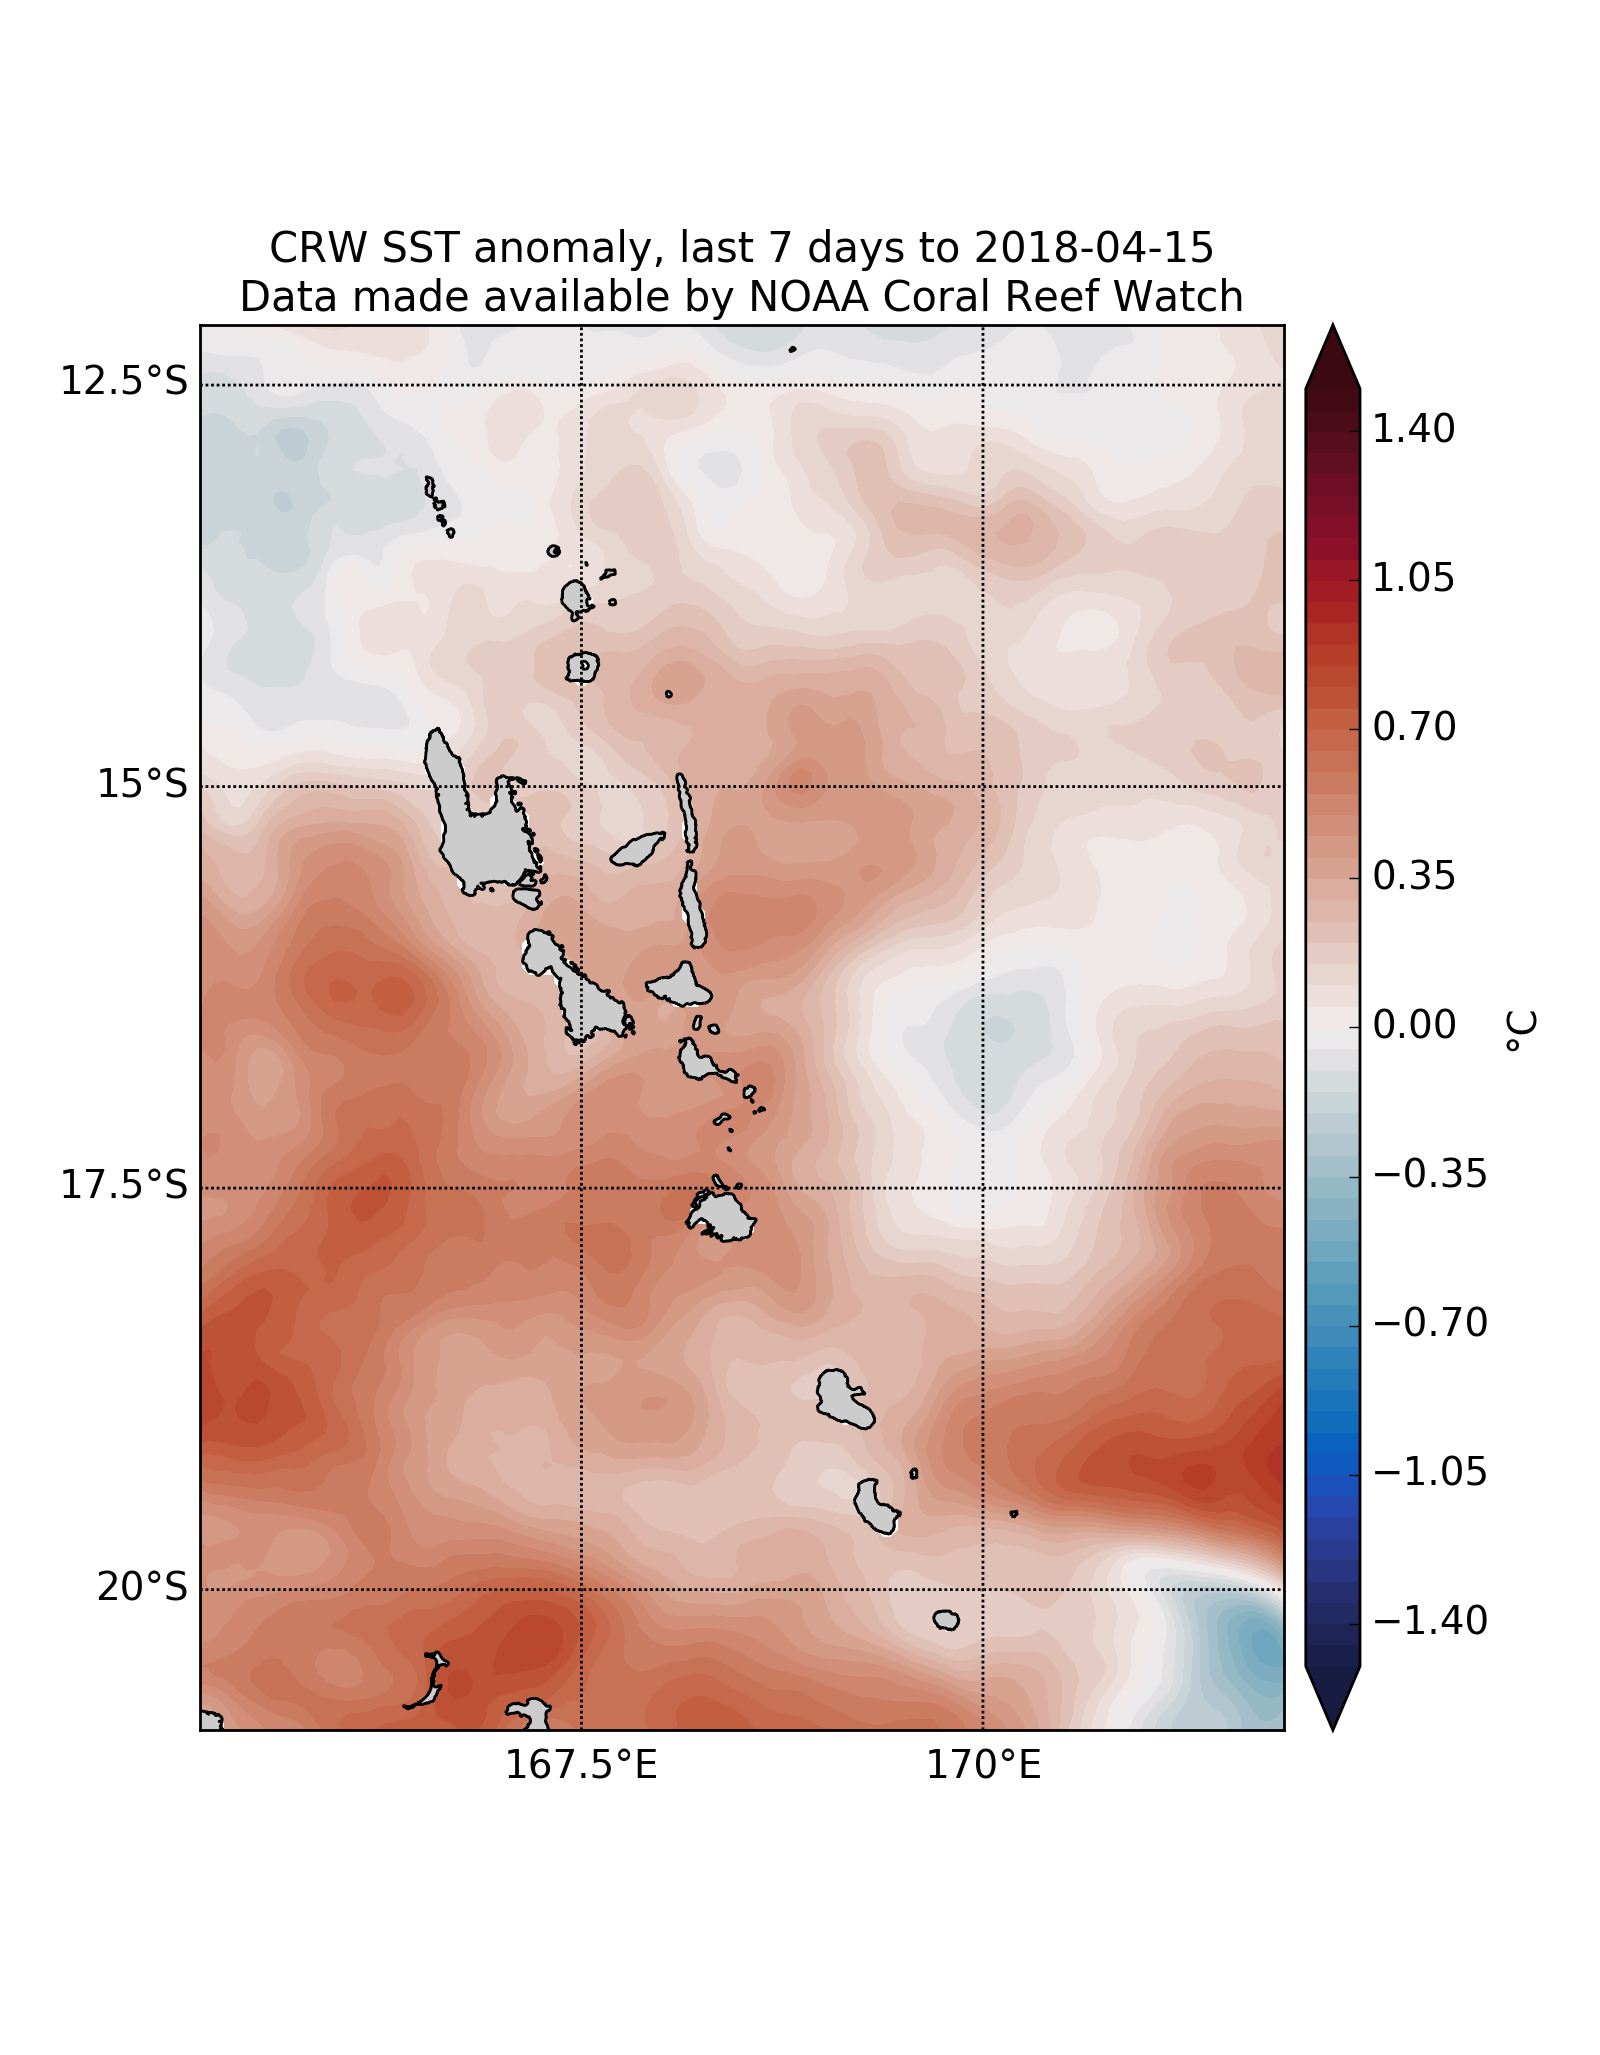 CRW SST anomaly, last 7 days to 2018-04-15
Data made available by NOAA Coral Reef Watch
12.5°S
15°S
17.5°S
20°S
167.5°E
170°E
1.40
1.05
0.70
0.35
0.00
−0.35
−0.70
−1.05
−1.40
°C